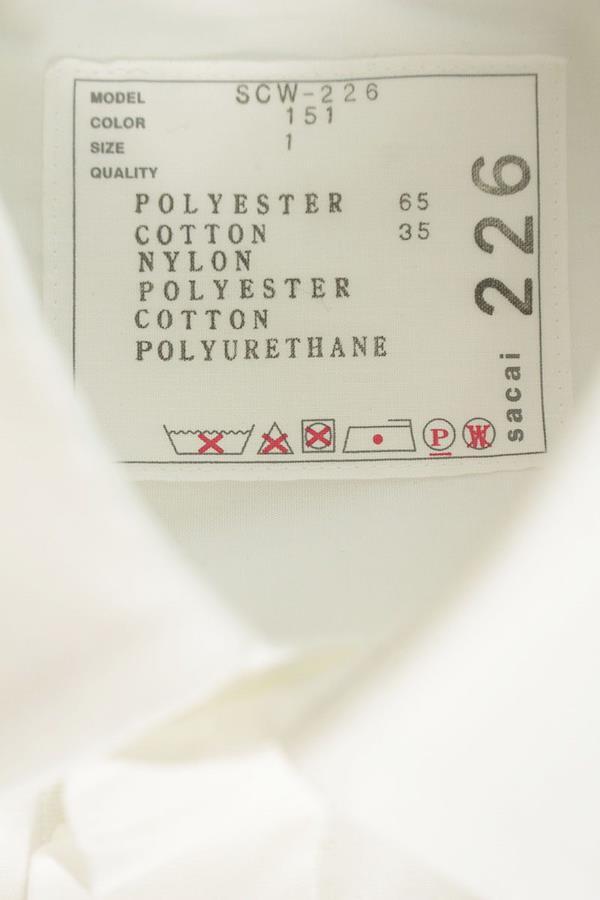 MODEL SCW-226
COLOR 151
SIZE 1
QUALITY
POLYESTER 65
COTTON 35
NYLON
POLYESTER
COTTON
POLYURETHANE
P W
sacai 226